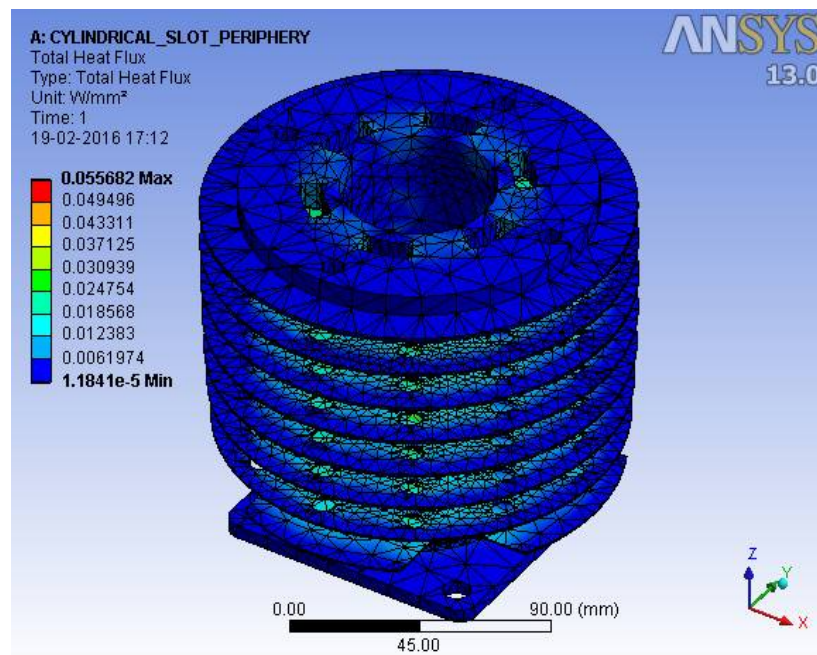 A: CYLINDRICAL_SLOT_PERIPHERY
Total Heat Flux
Type: Total Heat Flux
Unit: W/mm²
Time: 1
19-02-2016 17:12
0.055682 Max
0.049496
0.043311
0.037125
0.030939
0.024754
0.018568
0.012383
0.0061974
1.1841e-5 Min
ANSYS
13.0
Z
Y
X
0.00
90.00 (mm)
45.00